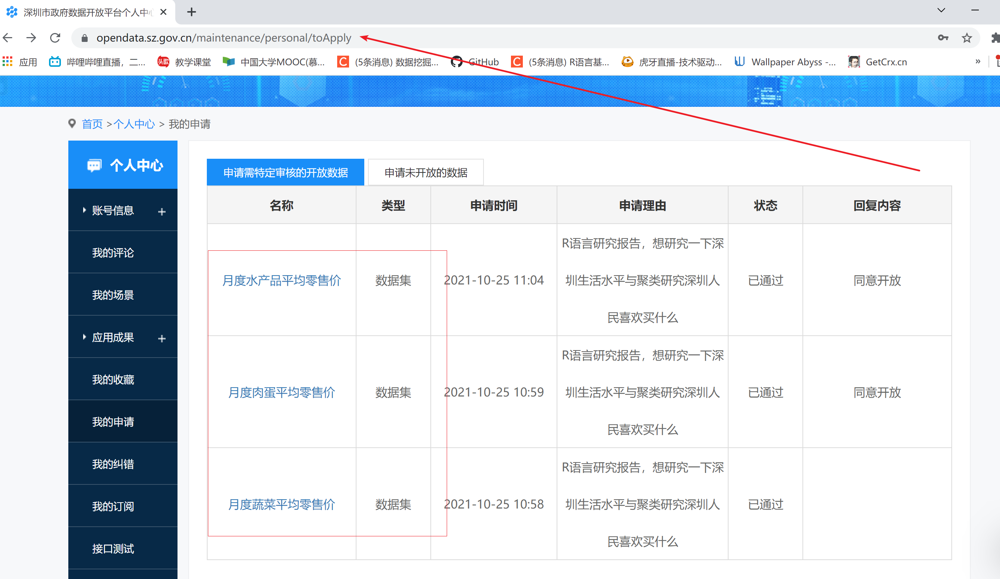 深圳市政府数据开放平台个人中心
opendata.sz.gov.cn/maintenance/personal/toApply
应用
哔哩哔哩直播，二...
头歌
教学课堂
中国大学MOOC(慕...
C
(5条消息) 数据挖掘...
GitHub
C
(5条消息) R语言基...
虎牙直播-技术驱动...
Wallpaper Abyss -...
GetCrx.cn
»
首页 >个人中心 > 我的申请
个人中心
账号信息 +
我的评论
我的场景
应用成果 +
我的收藏
我的申请
我的纠错
我的订阅
接口测试
申请需特定审核的开放数据 申请未开放的数据
名称 类型 申请时间 申请理由 状态 回复内容
R语言研究报告，想研究一下深
月度水产品平均零售价 数据集 2021-10-25 11:04 圳生活水平与聚类研究深圳人 已通过 同意开放
民喜欢买什么
R语言研究报告，想研究一下深
月度肉蛋平均零售价 数据集 2021-10-25 10:59 圳生活水平与聚类研究深圳人 已通过 同意开放
民喜欢买什么
R语言研究报告，想研究一下深
月度蔬菜平均零售价 数据集 2021-10-25 10:58 圳生活水平与聚类研究深圳人 已通过
民喜欢买什么